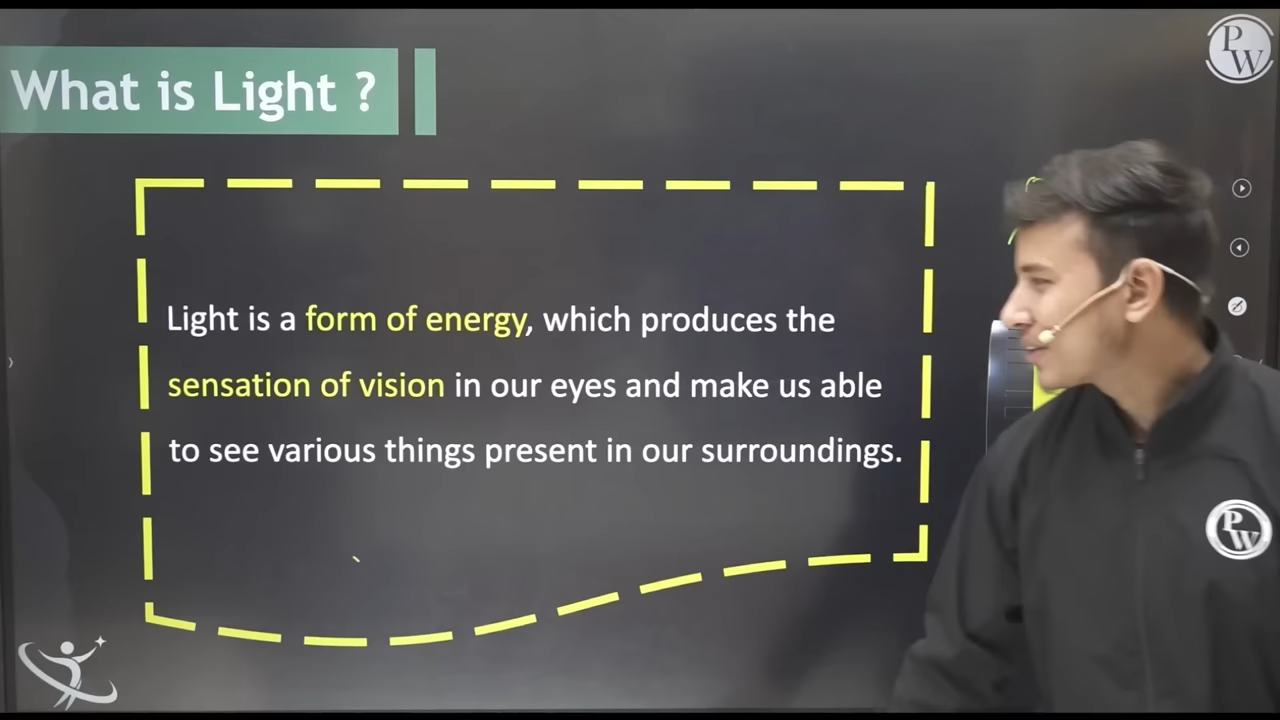 What is Light ?
PW
Light is a form of energy, which produces the
sensation of vision in our eyes and make us able
to see various things present in our surroundings.
PW